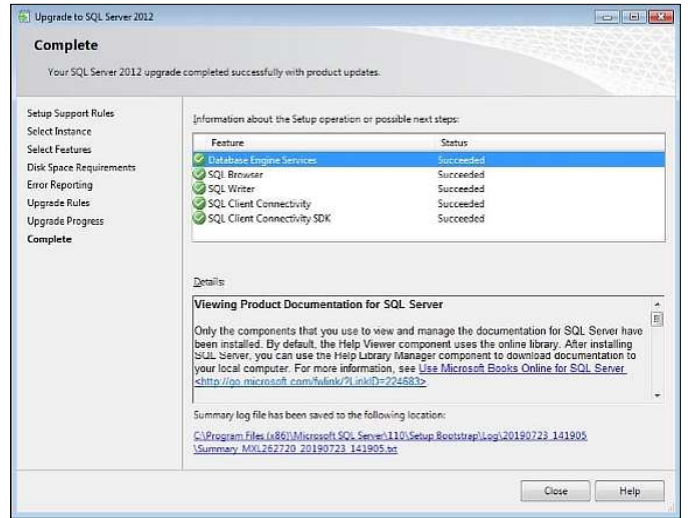 Upgrade to SQL Server 2012
Complete
Your SQL Server 2012 upgrade completed successfully with product updates.
Setup Support Rules
Select Instance
Select Features
Disk Space Requirements
Error Reporting
Upgrade Rules
Upgrade Progress
Complete
Information about the Setup operation or possible next steps:
Feature Status
Database Engine Services Succeeded
SQL Browser Succeeded
SQL Writer Succeeded
SQL Client Connectivity Succeeded
SQL Client Connectivity SDK Succeeded
Details:
Viewing Product Documentation for SQL Server
Only the components that you use to view and manage the documentation for SQL Server have
been installed. By default, the Help Viewer component uses the online library. After installing
SQL Server, you can use the Help Library Manager component to download documentation to
your local computer. For more information, see Use Microsoft Books Online for SQL Server
<http://go.microsoft.com/fwlink/?LinkID=224683>.
Summary log file has been saved to the following location:
C:\Program Files (x86)\Microsoft SQL Server\110\Setup Bootstrap\Log\20190723_141905
\Summary_MXL262720_20190723_141905.txt
Close Help